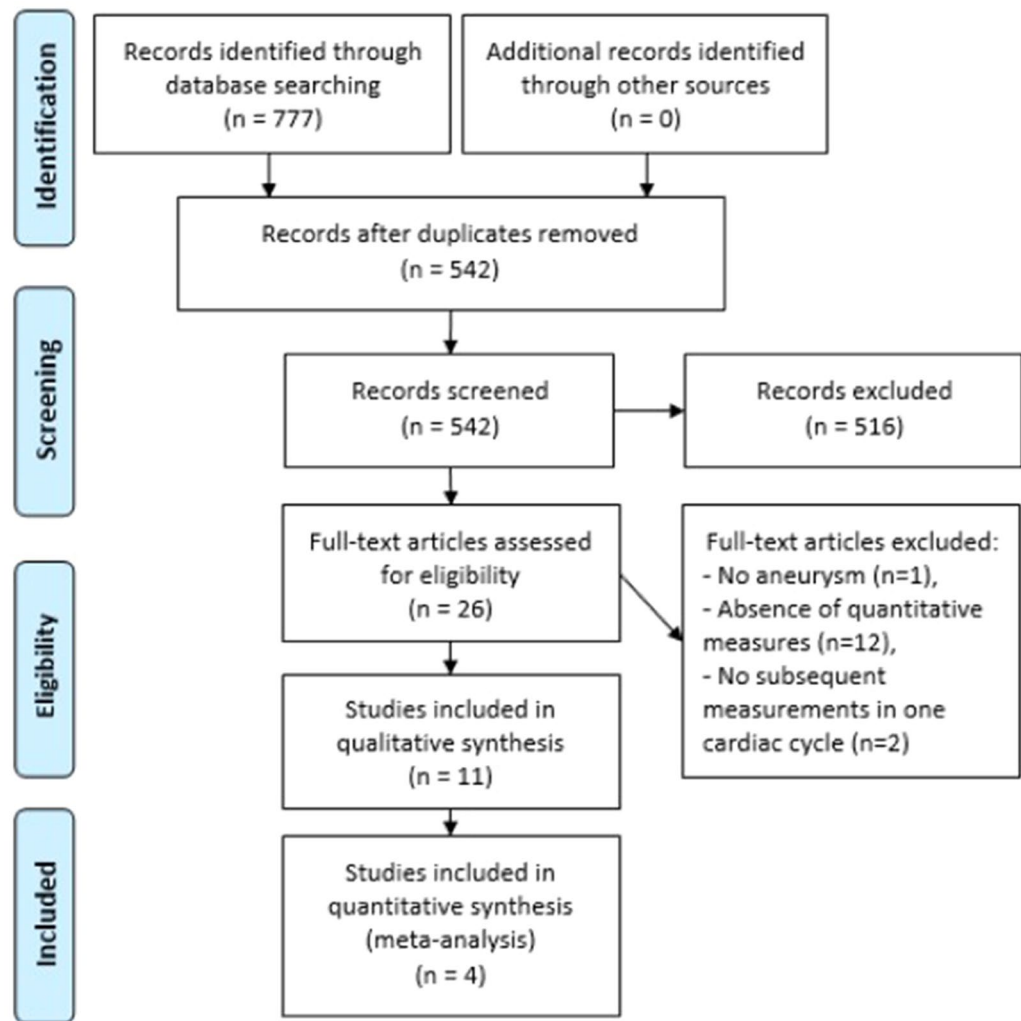 Identification
Records identified through
database searching
(n = 777)
Additional records identified
through other sources
(n = 0)
Records after duplicates removed
(n = 542)
Screening
Records screened
(n = 542)
Records excluded
(n = 516)
Eligibility
Full-text articles assessed
for eligibility
(n = 26)
Full-text articles excluded:
- No aneurysm (n=1),
- Absence of quantitative
measures (n=12),
- No subsequent
measurements in one
cardiac cycle (n=2)
Studies included in
qualitative synthesis
(n = 11)
Included
Studies included in
quantitative synthesis
(meta-analysis)
(n = 4)